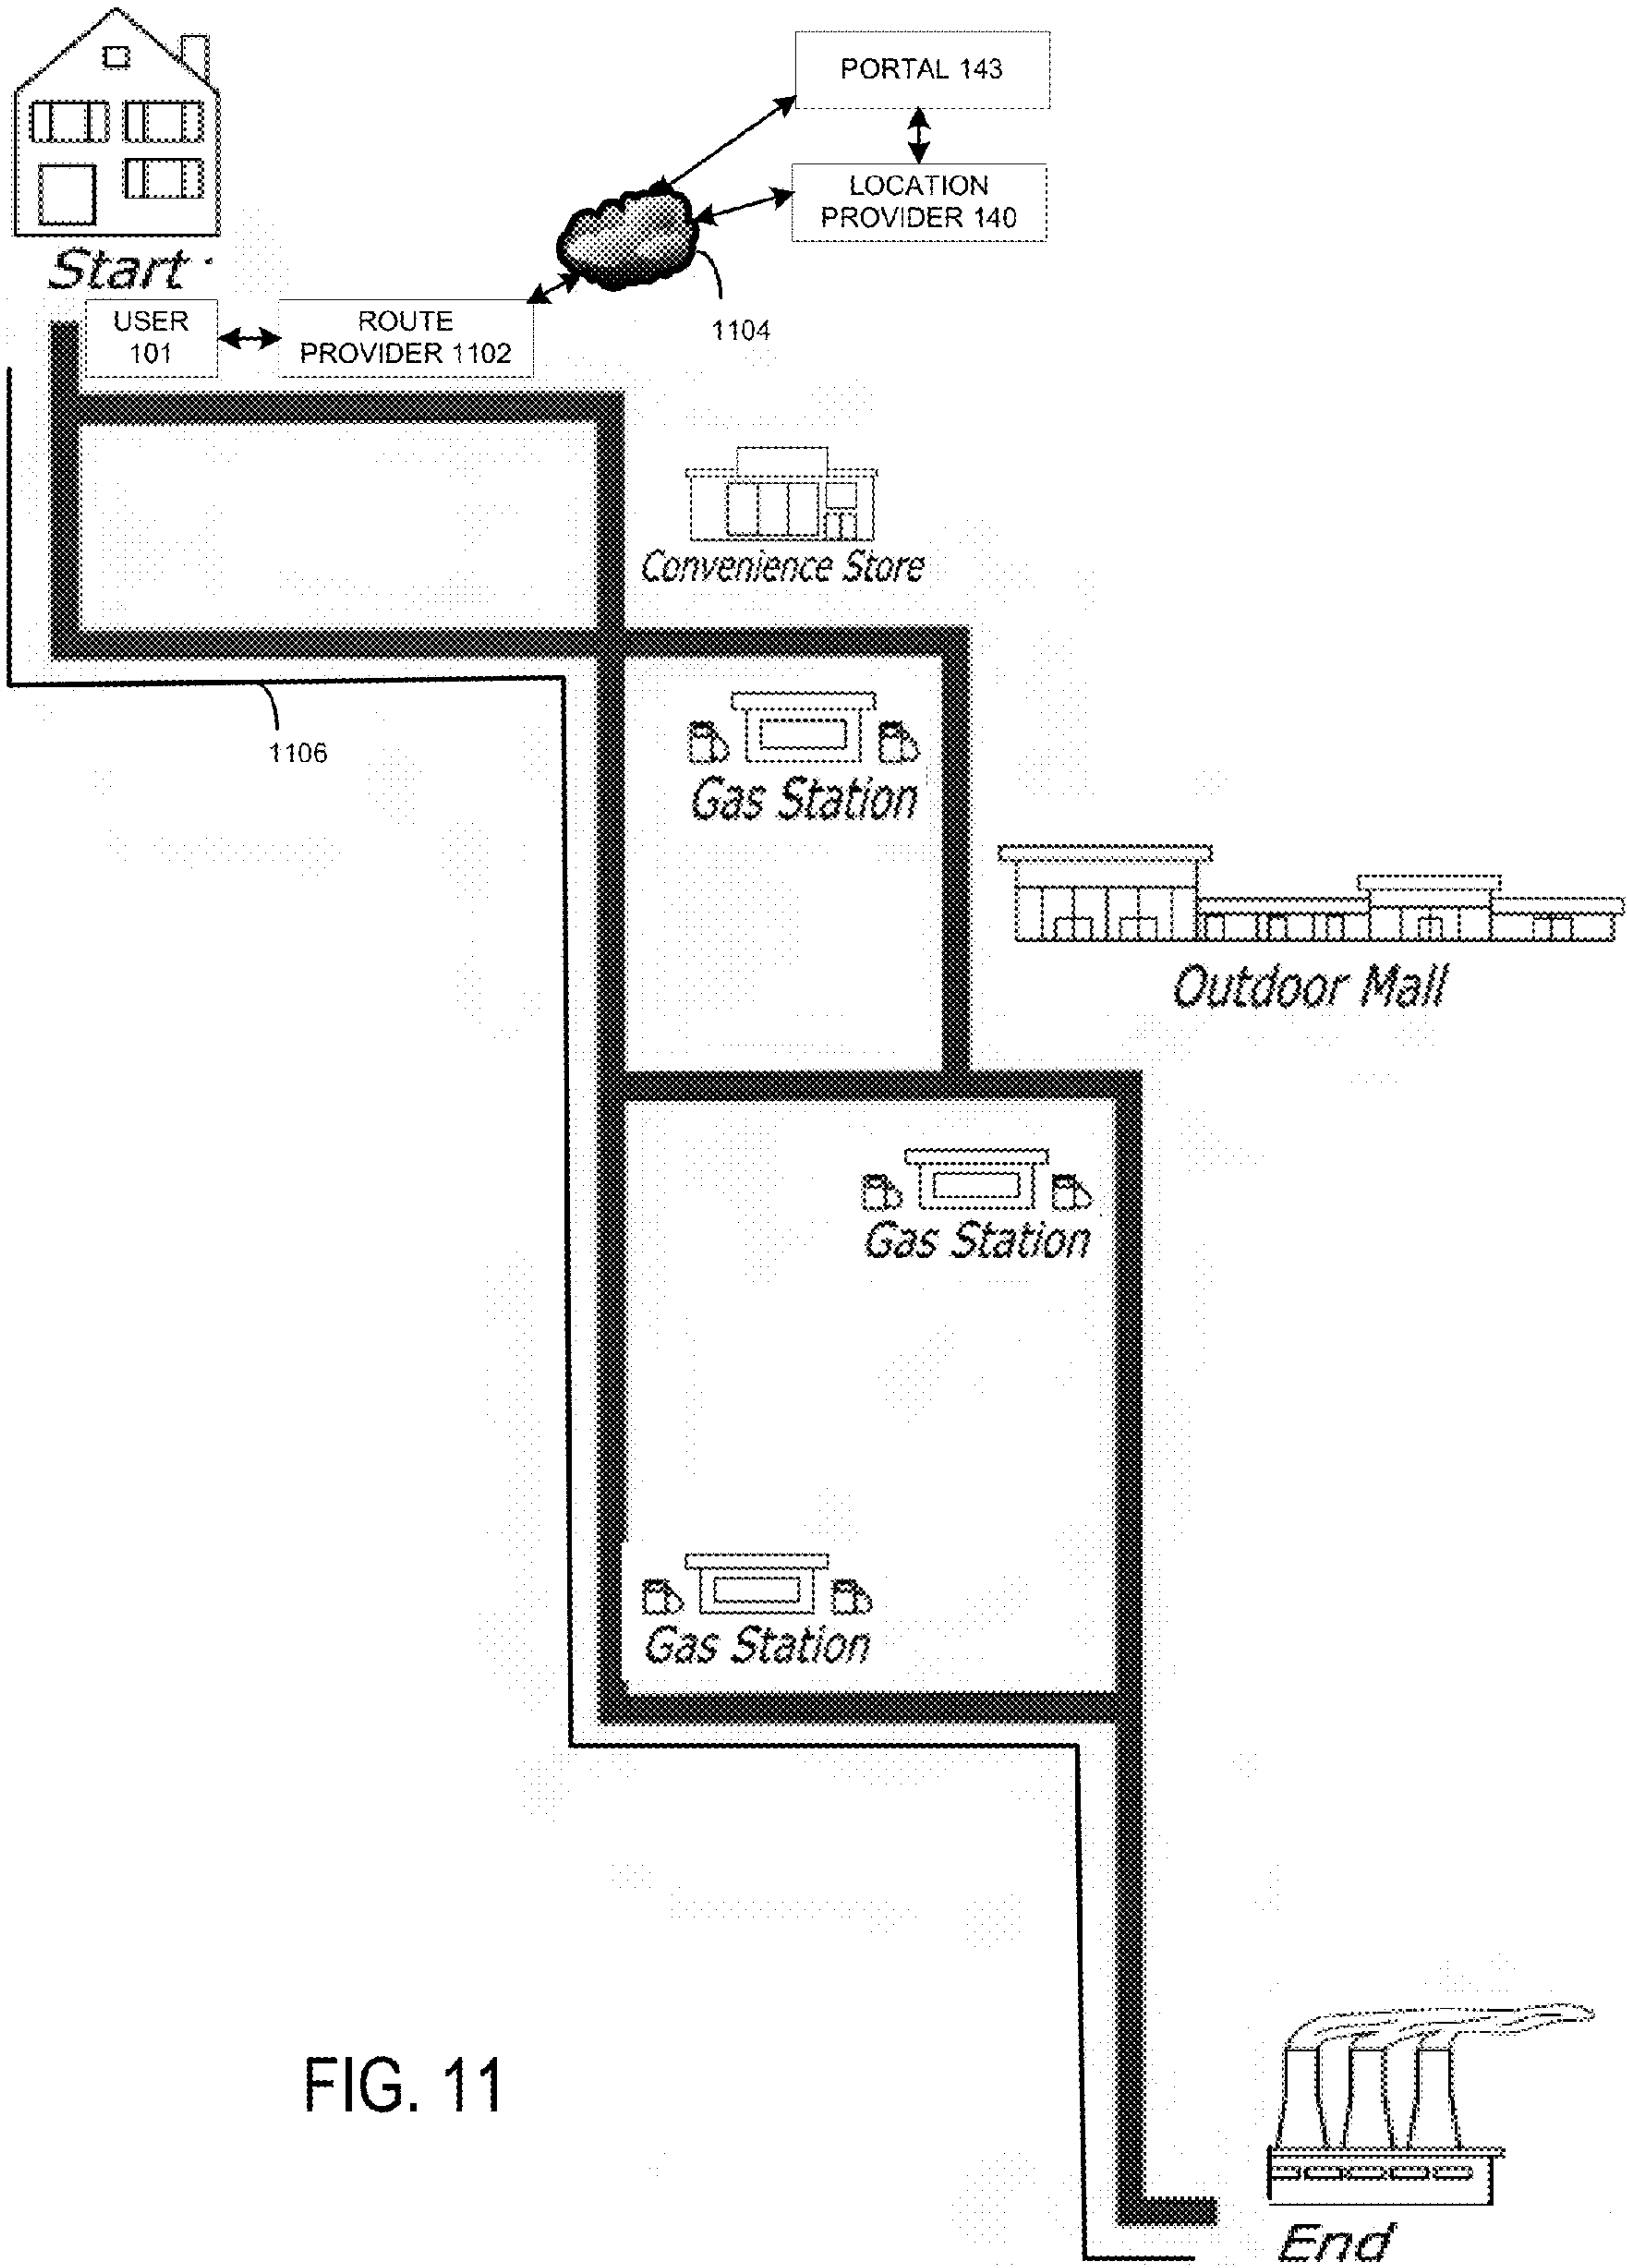 PORTAL 143
LOCATION
PROVIDER 140
Start
USER
101
ROUTE
PROVIDER 1102
1104
Convenience Store
1106
Gas Station
Outdoor Mall
Gas Station
Gas Station
FIG. 11
End